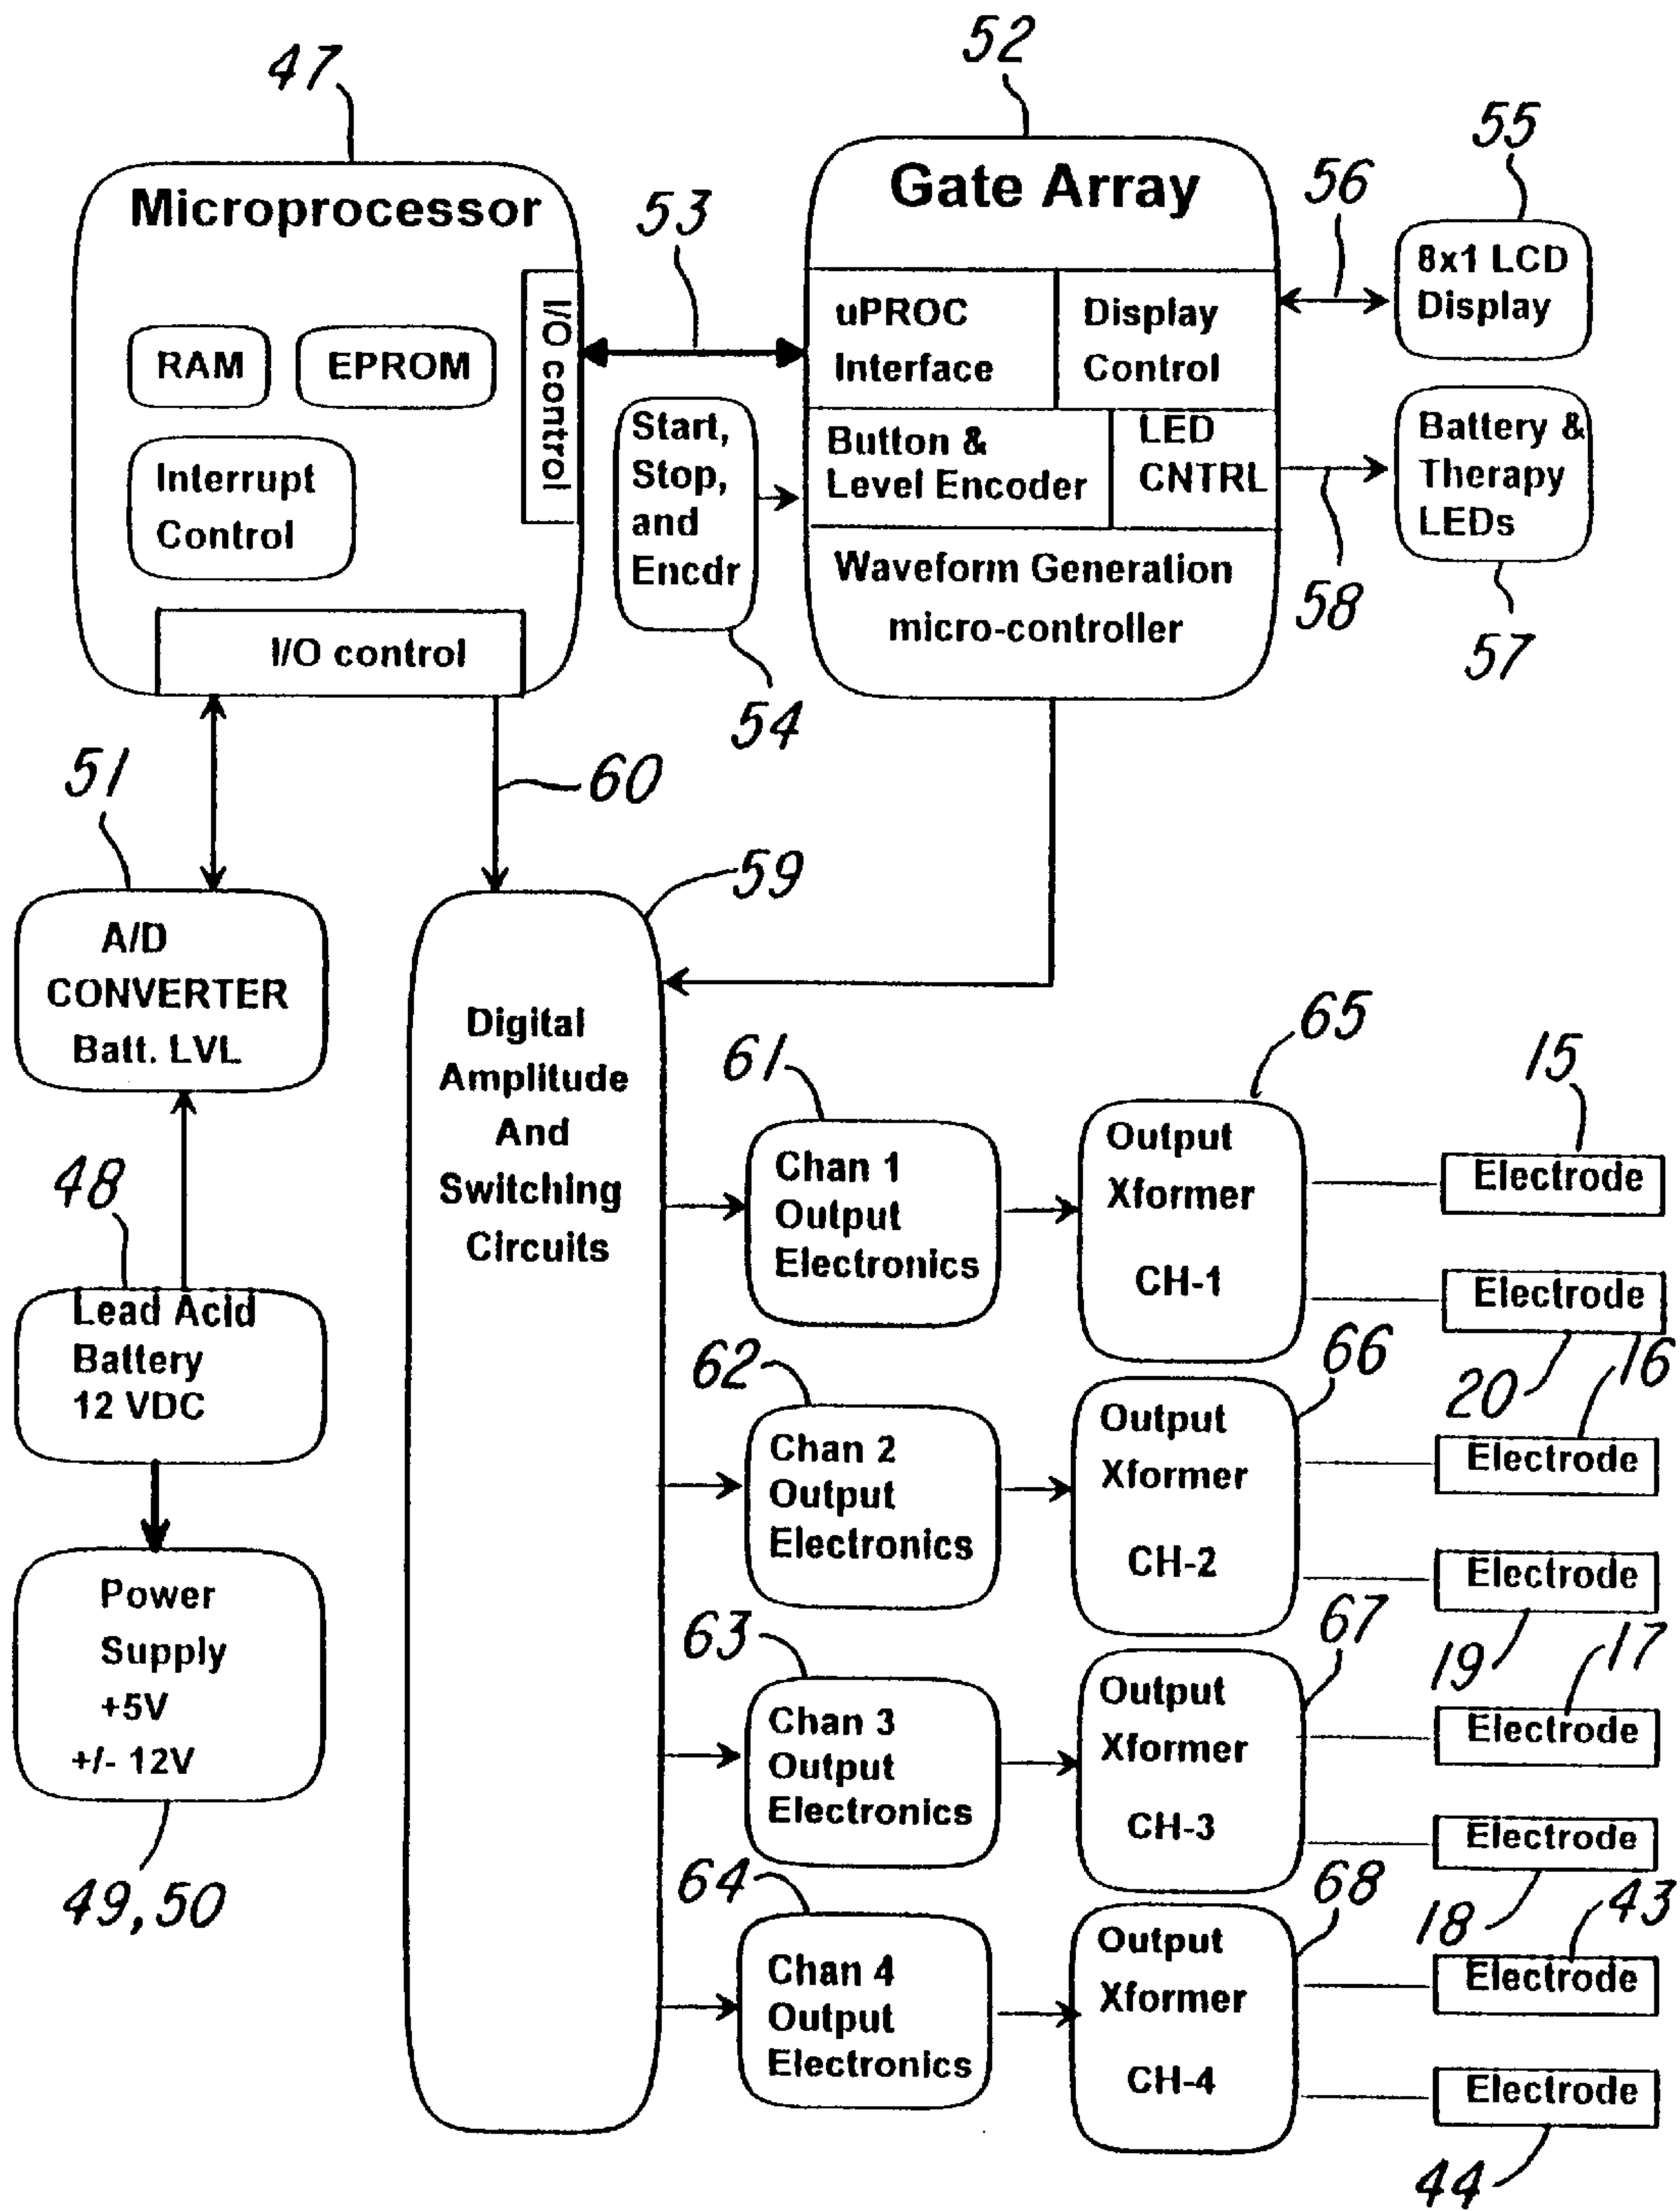 47
52
Microprocessor
RAM
EPROM
Interrupt
Control
I/O control
I/O control
53
Gate Array
uPROC
Interface
Display
Control
Button &
Level Encoder
LED
CNTRL
Waveform Generation
micro-controller
Start,
Stop,
and
Encdr
54
56
55
8x1 LCD
Display
58
Battery &
Therapy
LEDs
57
51
60
A/D
CONVERTER
Batt. LVL
48
Lead Acid
Battery
12 VDC
Power
Supply
+5V
+/- 12V
49,50
59
Digital
Amplitude
And
Switching
Circuits
61
Chan 1
Output
Electronics
65
Output
Xformer
CH-1
15
Electrode
Electrode
20
62
Chan 2
Output
Electronics
66
Output
Xformer
CH-2
16
Electrode
Electrode
19
63
Chan 3
Output
Electronics
67
Output
Xformer
CH-3
17
Electrode
Electrode
18
64
Chan 4
Output
Electronics
68
Output
Xformer
CH-4
43
Electrode
Electrode
44